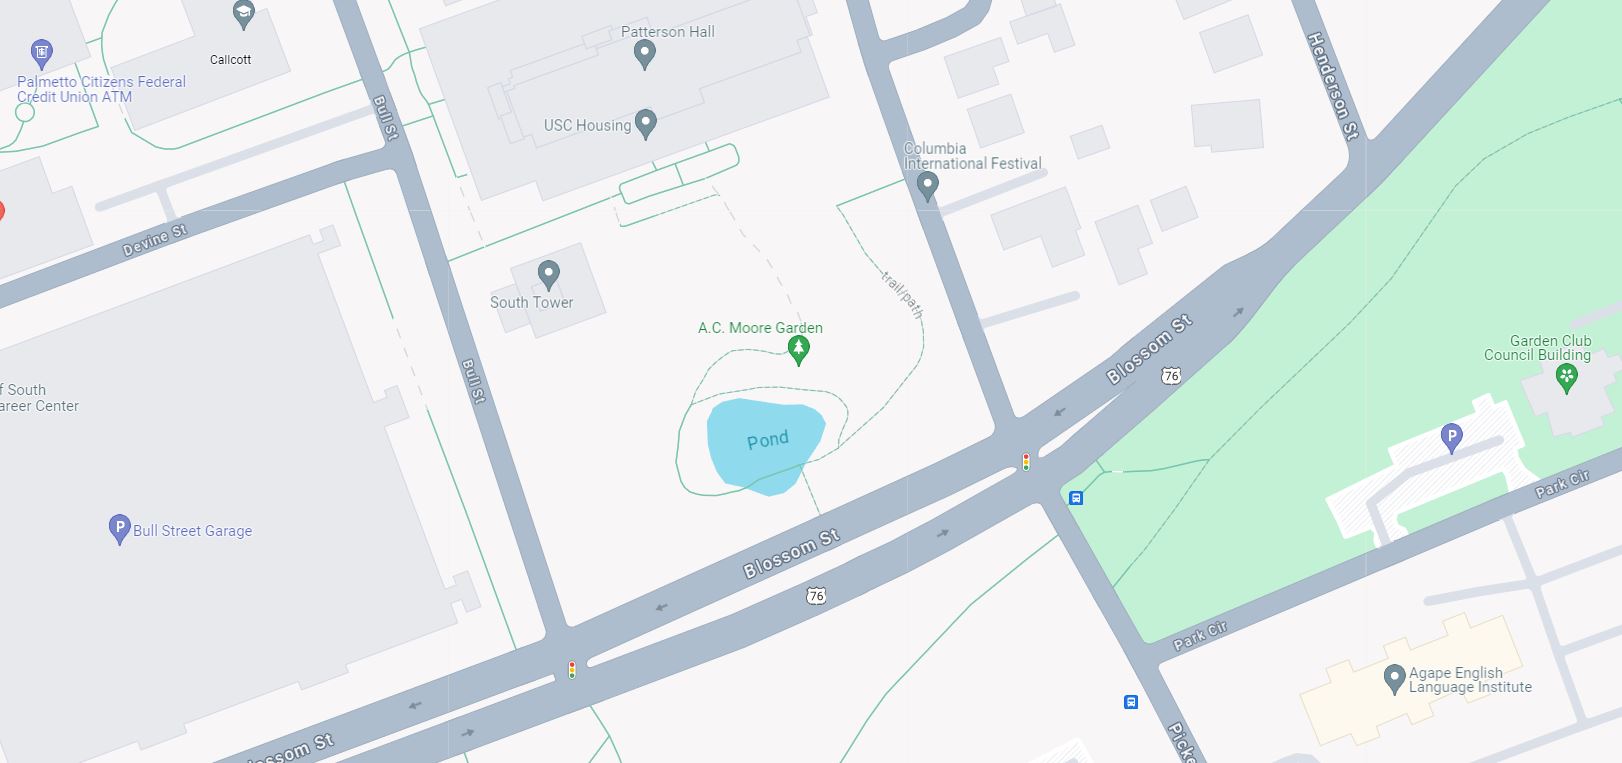 Patterson Hall
Callcott
Palmetto Citizens Federal
Credit Union ATM
Bull St
Henderson St
USC Housing
Columbia
International Festival
Devine St
trail/path
South Tower
A.C. Moore Garden
Blossom St
76
Garden Club
Council Building
Bull St
f South
areer Center
Pond
P
Park Cir
P
Bull Street Garage
Blossom St
76
Park Cir
Agape English
Language Institute
Picke
lossom St